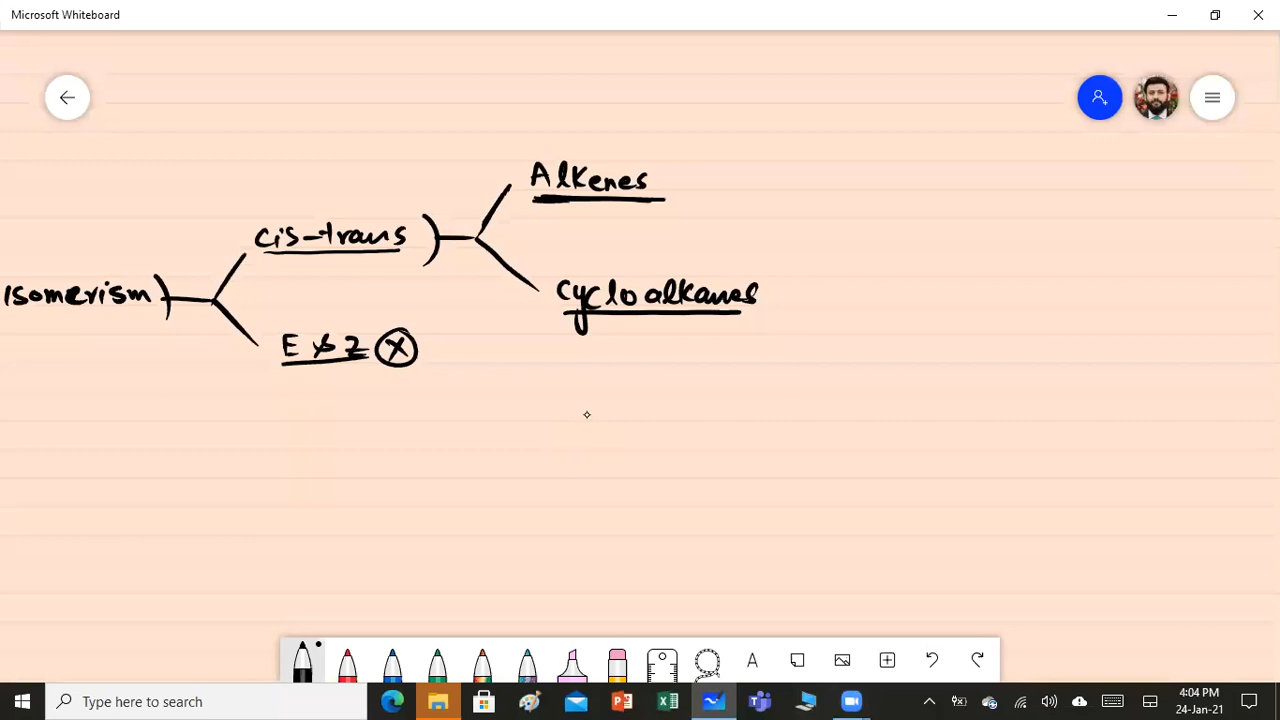 Microsoft Whiteboard
Alkenes
cis-trans )
Isomerism )
Cycloalkanes
E & Z X
A
Type here to search
4:04 PM
24-Jan-21